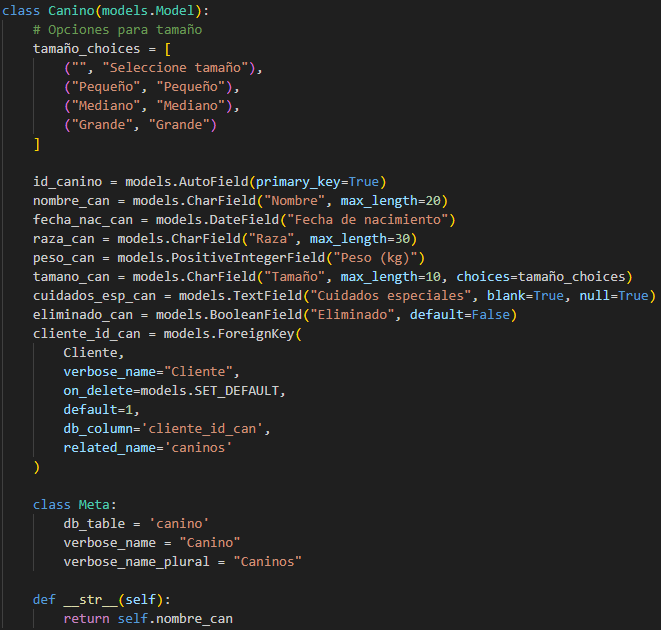 class Canino(models.Model):
    # Opciones para tamaño
    tamaño_choices = [
        ("", "Seleccione tamaño"),
        ("Pequeño", "Pequeño"),
        ("Mediano", "Mediano"),
        ("Grande", "Grande")
    ]

    id_canino = models.AutoField(primary_key=True)
    nombre_can = models.CharField("Nombre", max_length=20)
    fecha_nac_can = models.DateField("Fecha de nacimiento")
    raza_can = models.CharField("Raza", max_length=30)
    peso_can = models.PositiveIntegerField("Peso (kg)")
    tamano_can = models.CharField("Tamaño", max_length=10, choices=tamaño_choices)
    cuidados_esp_can = models.TextField("Cuidados especiales", blank=True, null=True)
    eliminado_can = models.BooleanField("Eliminado", default=False)
    cliente_id_can = models.ForeignKey(
        Cliente,
        verbose_name="Cliente",
        on_delete=models.SET_DEFAULT,
        default=1,
        db_column='cliente_id_can',
        related_name='caninos'
    )

    class Meta:
        db_table = 'canino'
        verbose_name = "Canino"
        verbose_name_plural = "Caninos"

    def __str__(self):
        return self.nombre_can